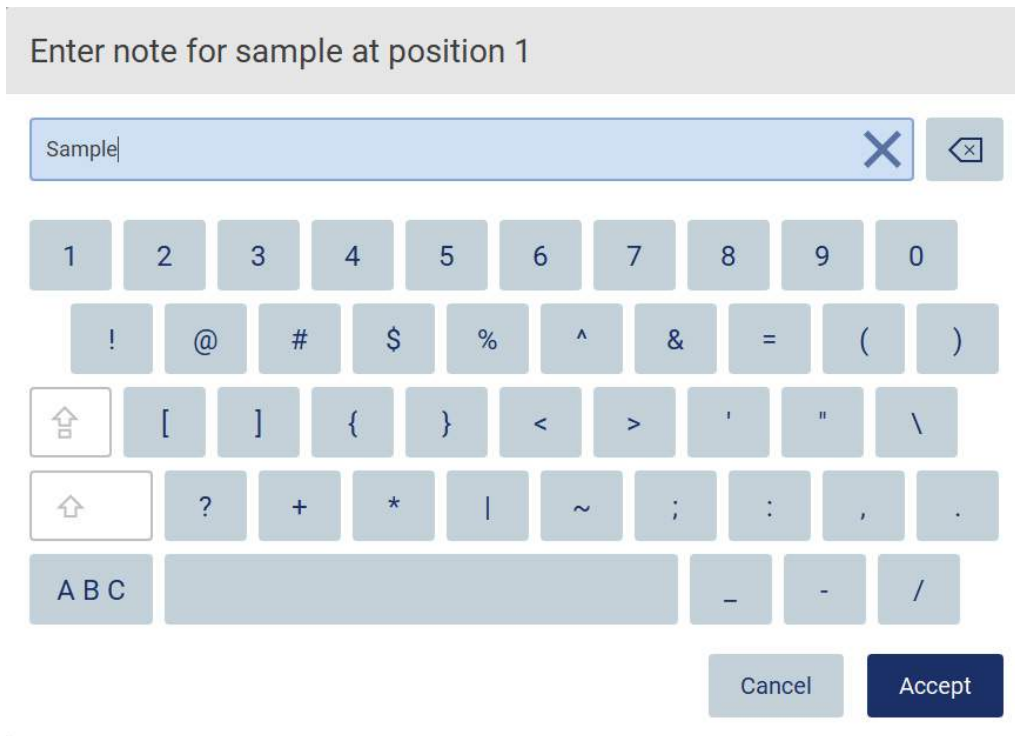 Enter note for sample at position 1
Sample
1 2 3 4 5 6 7 8 9 0
! @ # $ % ^ & = ( )
[ ] { } < > ' " \
? + * | ~ ; : , .
A B C _ - /
Cancel Accept